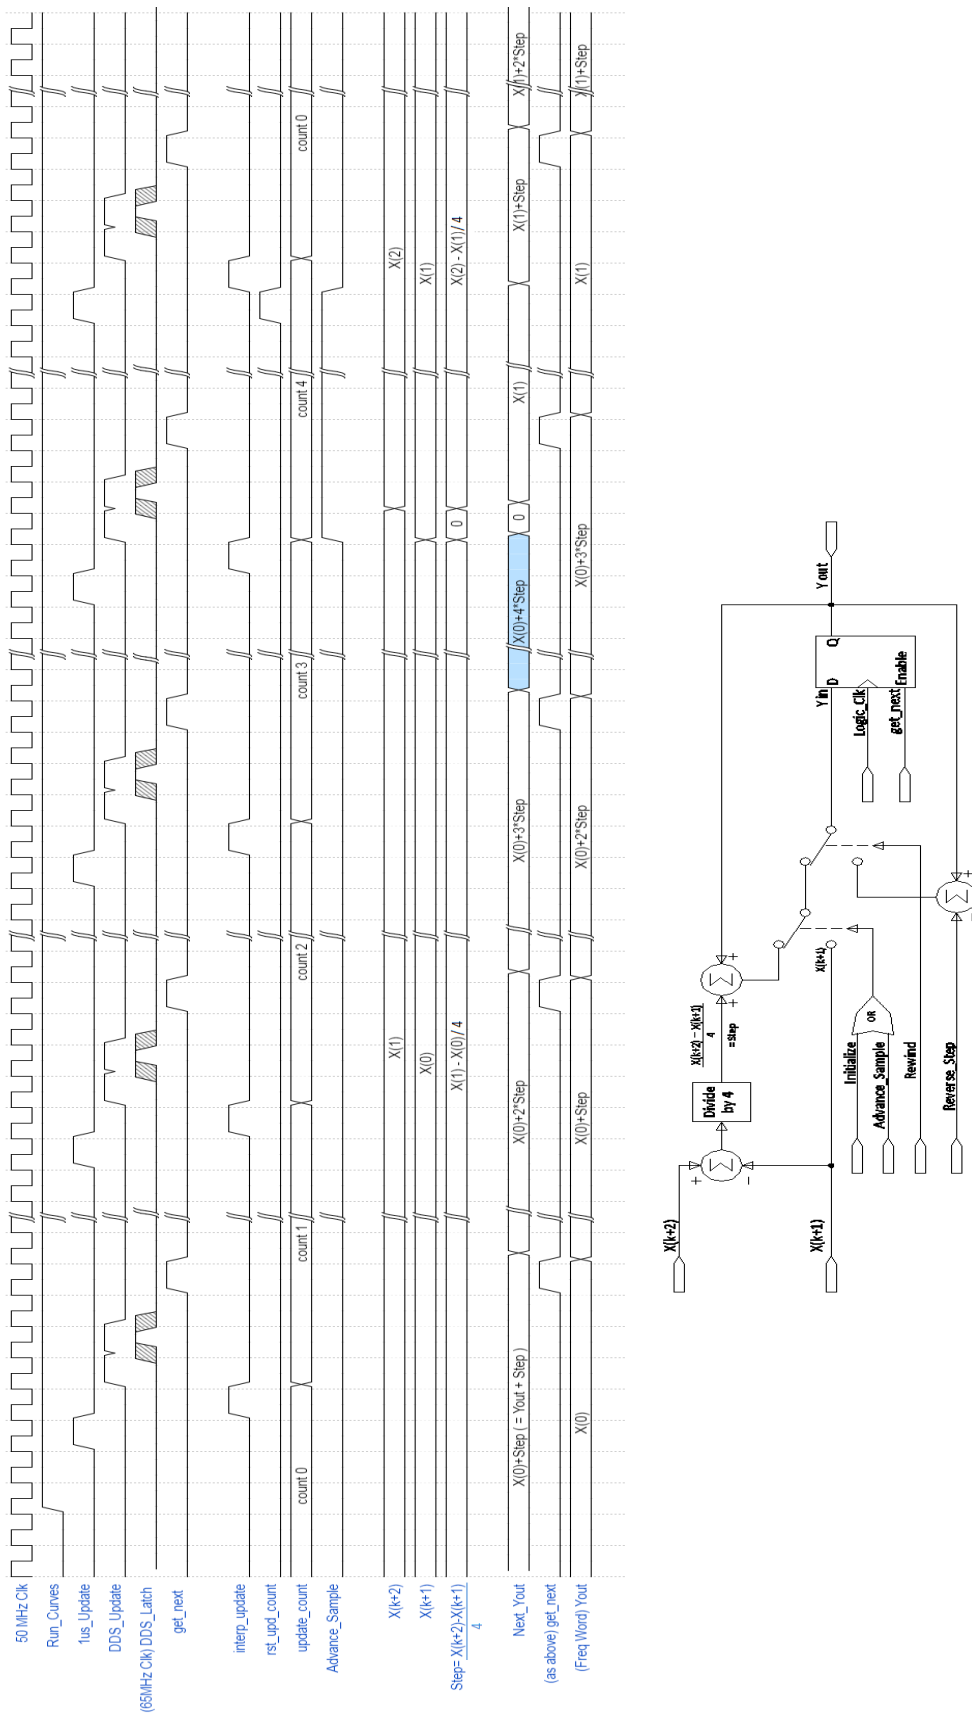 50 MHz Clk
Run_Curves
1us_Update
DDS_Update
(65MHz Clk) DDS_Latch
get_next
interp_update
rst_upd_count
update_count
count 0
count 1
count 2
count 3
count 4
count 0
Advance_Sample
X(k+2)
X(1)
X(2)
X(k+1)
X(0)
X(1)
Step= X(k+2)-X(k+1)
4
X(1) - X(0)/ 4
0
X(2) - X(1)/ 4
Next_Yout
X(0)+Step ( = Yout + Step )
X(0)+2*Step
X(0)+3*Step
X(0)+4*Step
0
X(1)
X(1)+Step
X(1)+2*Step
(as above) get_next
(Freq Word) Yout
X(0)
X(0)+Step
X(0)+2*Step
X(0)+3*Step
X(1)
X(1)+Step
X(k+2)
X(k+1)
+
Σ
−
Divide
by 4
X(k+2) − X(k+1)
4
=Step
+
Σ
+
X(k+1)
Initialize
Advance_Sample
OR
Rewind
Reverse_Step
−
Σ
+
Yin
D
Q
Logic_Clk
get_next
Enable
Yout